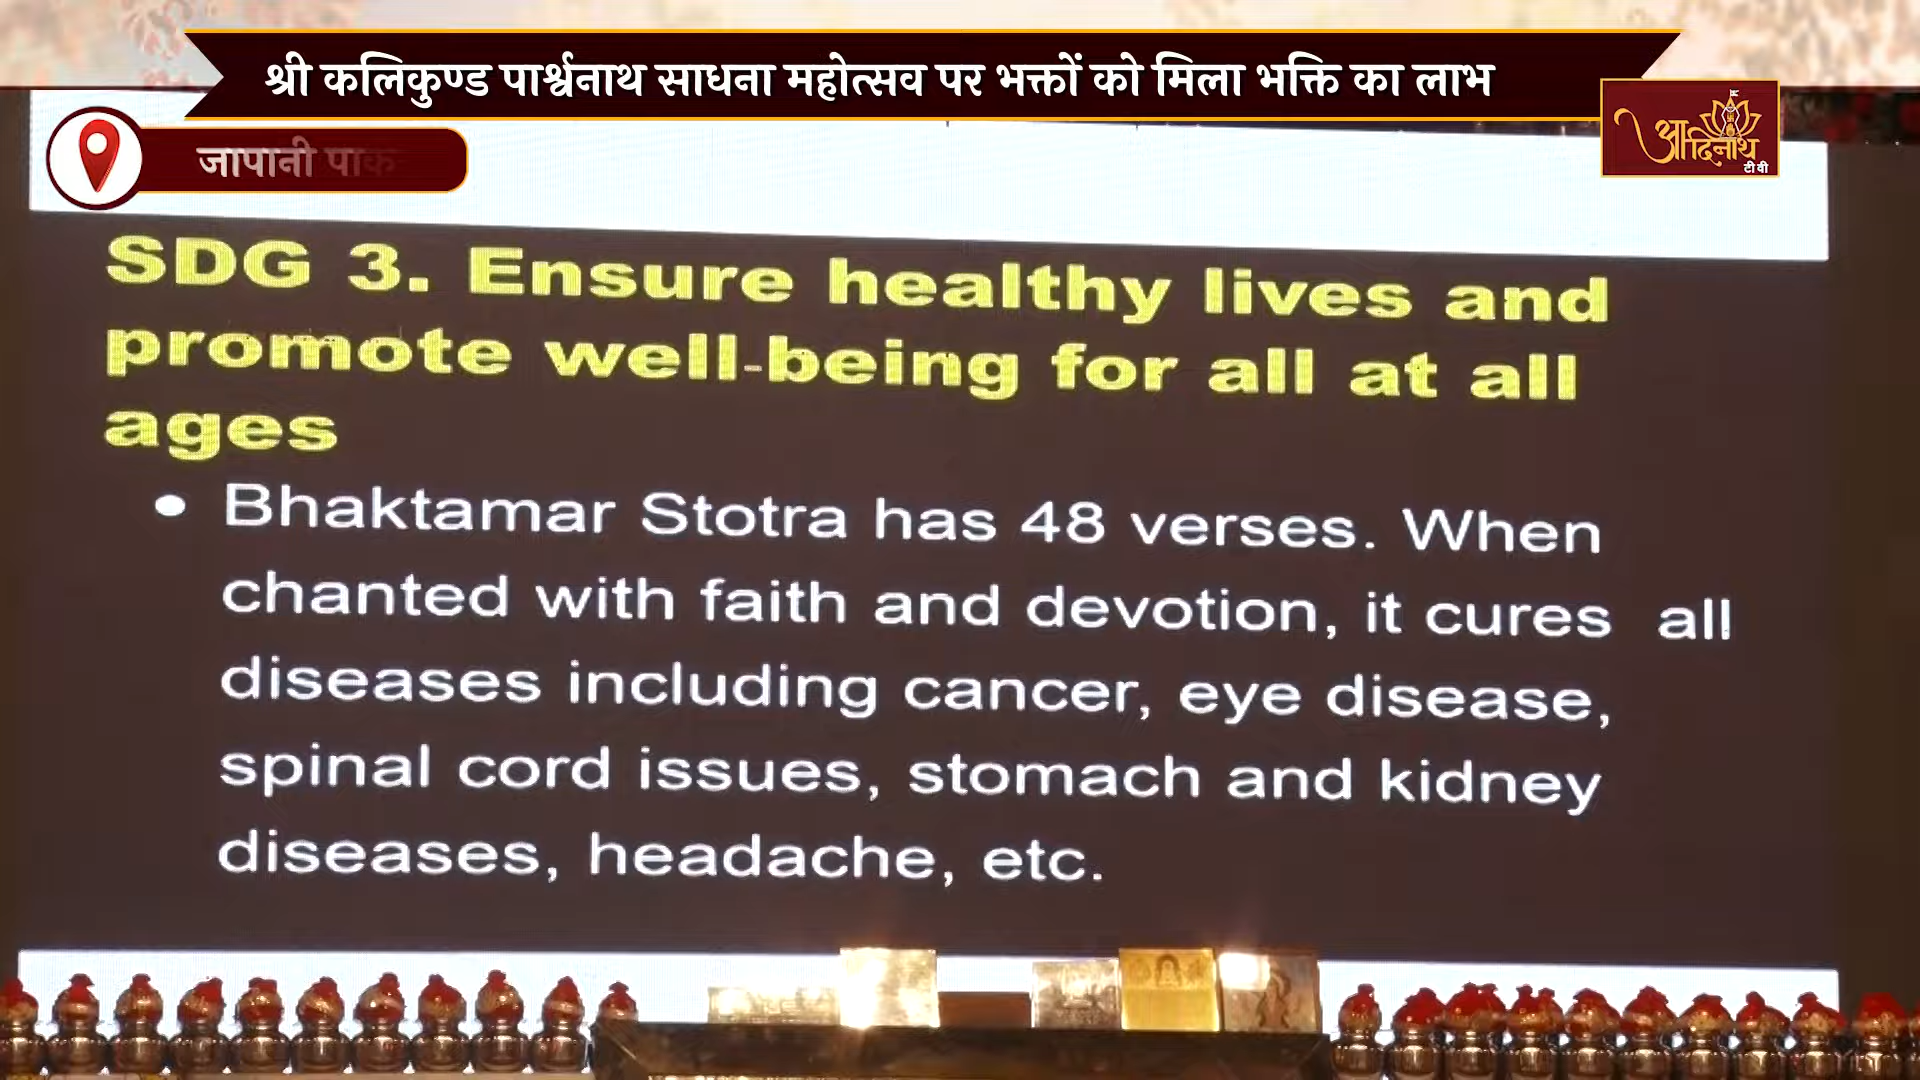 श्री कलिकुण्ड पार्श्वनाथ साधना महोत्सव पर भक्तों को मिला भक्ति का लाभ
जापानी पाक
आदिनाथ
टीवी
SDG 3. Ensure healthy lives and
promote well-being for all at all
ages
• Bhaktamar Stotra has 48 verses. When
chanted with faith and devotion, it cures all
diseases including cancer, eye disease,
spinal cord issues, stomach and kidney
diseases, headache, etc.